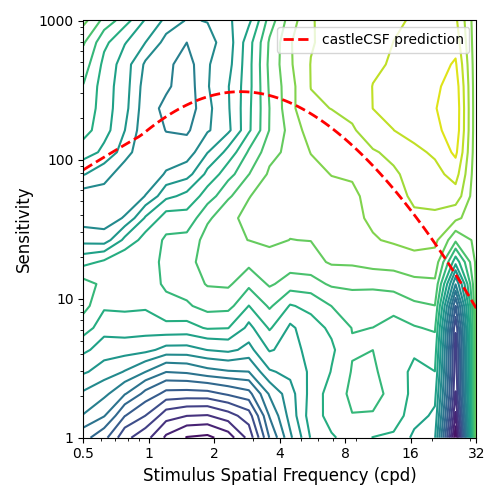 castleCSF prediction
1000
100
10
1
Sensitivity
0.5 1 2 4 8 16 32
Stimulus Spatial Frequency (cpd)